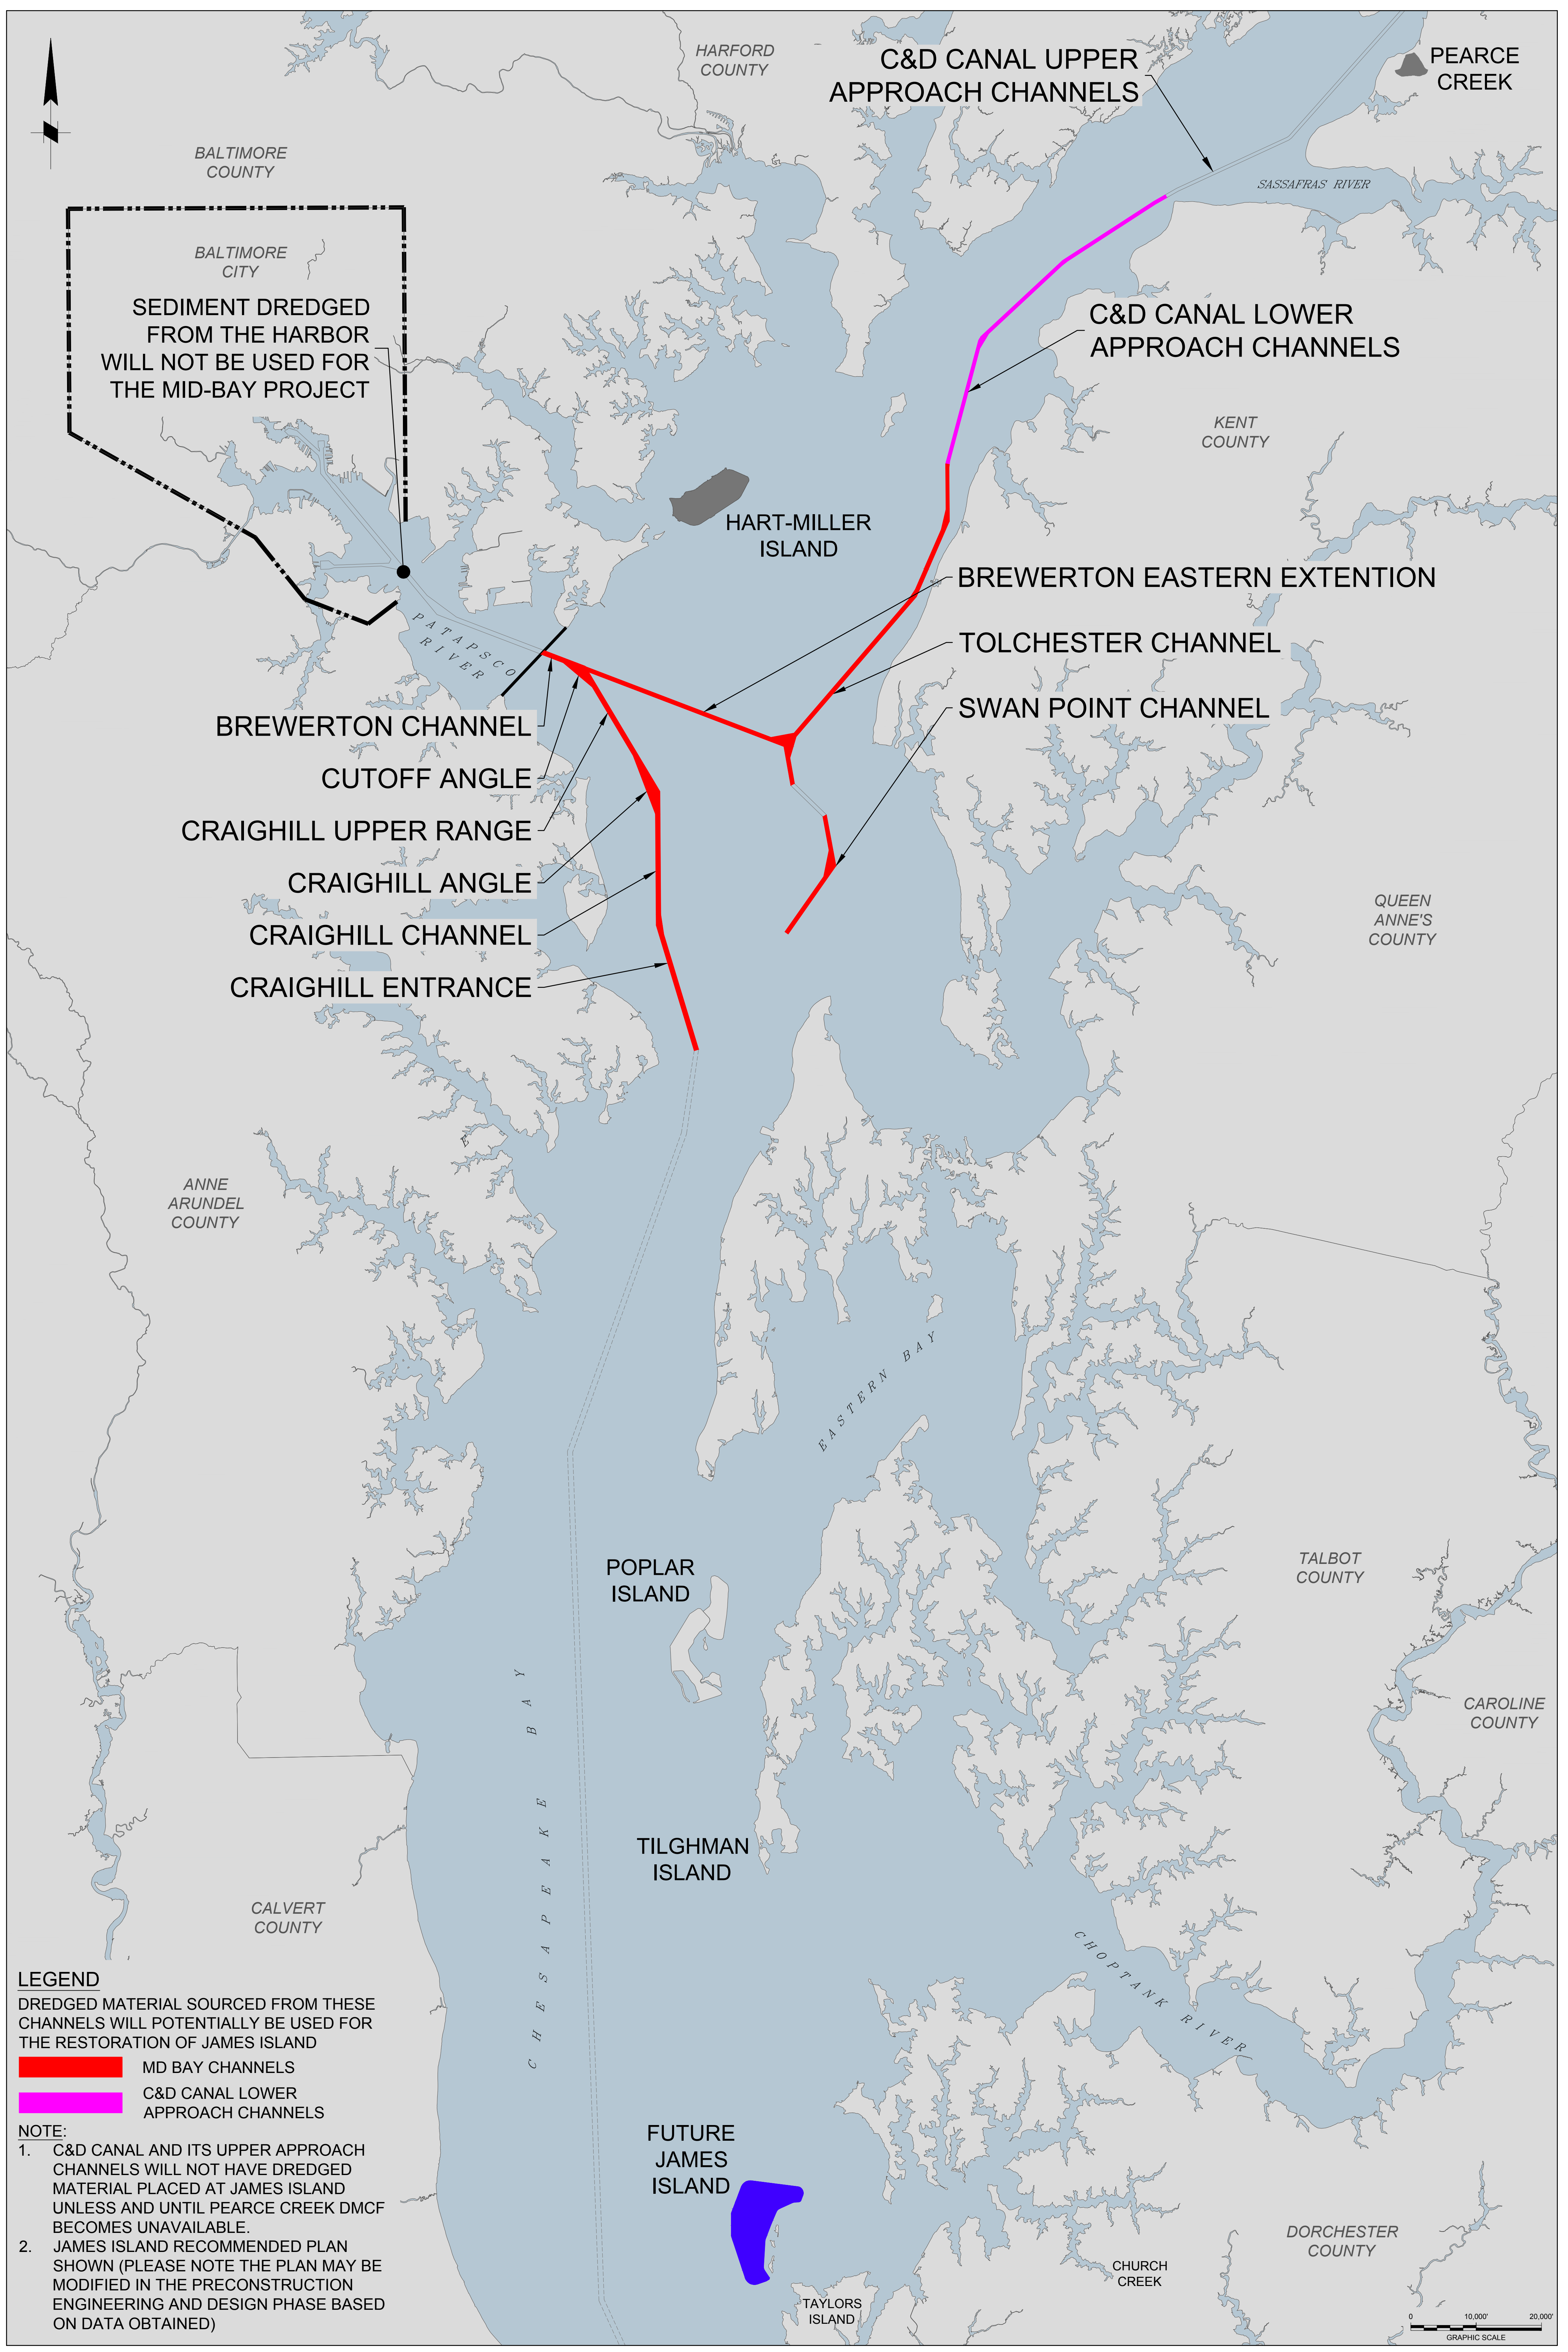 HARFORD
COUNTY
C&D CANAL UPPER
APPROACH CHANNELS
PEARCE
CREEK
BALTIMORE
COUNTY
SASSAFRAS RIVER
BALTIMORE
CITY
SEDIMENT DREDGED
FROM THE HARBOR
WILL NOT BE USED FOR
THE MID-BAY PROJECT
C&D CANAL LOWER
APPROACH CHANNELS
KENT
COUNTY
HART-MILLER
ISLAND
BREWERTON EASTERN EXTENTION
PATAPSCO
RIVER
TOLCHESTER CHANNEL
SWAN POINT CHANNEL
BREWERTON CHANNEL
CUTOFF ANGLE
CRAIGHILL UPPER RANGE
CRAIGHILL ANGLE
CRAIGHILL CHANNEL
CRAIGHILL ENTRANCE
QUEEN
ANNE'S
COUNTY
ANNE
ARUNDEL
COUNTY
EASTERN BAY
POPLAR
ISLAND
TALBOT
COUNTY
CAROLINE
COUNTY
CHESAPEAKE BAY
TILGHMAN
ISLAND
CALVERT
COUNTY
CHOPTANK RIVER
LEGEND
DREDGED MATERIAL SOURCED FROM THESE
CHANNELS WILL POTENTIALLY BE USED FOR
THE RESTORATION OF JAMES ISLAND
MD BAY CHANNELS
C&D CANAL LOWER
APPROACH CHANNELS
NOTE:
1. C&D CANAL AND ITS UPPER APPROACH
CHANNELS WILL NOT HAVE DREDGED
MATERIAL PLACED AT JAMES ISLAND
UNLESS AND UNTIL PEARCE CREEK DMCF
BECOMES UNAVAILABLE.
2. JAMES ISLAND RECOMMENDED PLAN
SHOWN (PLEASE NOTE THE PLAN MAY BE
MODIFIED IN THE PRECONSTRUCTION
ENGINEERING AND DESIGN PHASE BASED
ON DATA OBTAINED)
FUTURE
JAMES
ISLAND
DORCHESTER
COUNTY
CHURCH
CREEK
TAYLORS
ISLAND
0 10,000' 20,000'
GRAPHIC SCALE